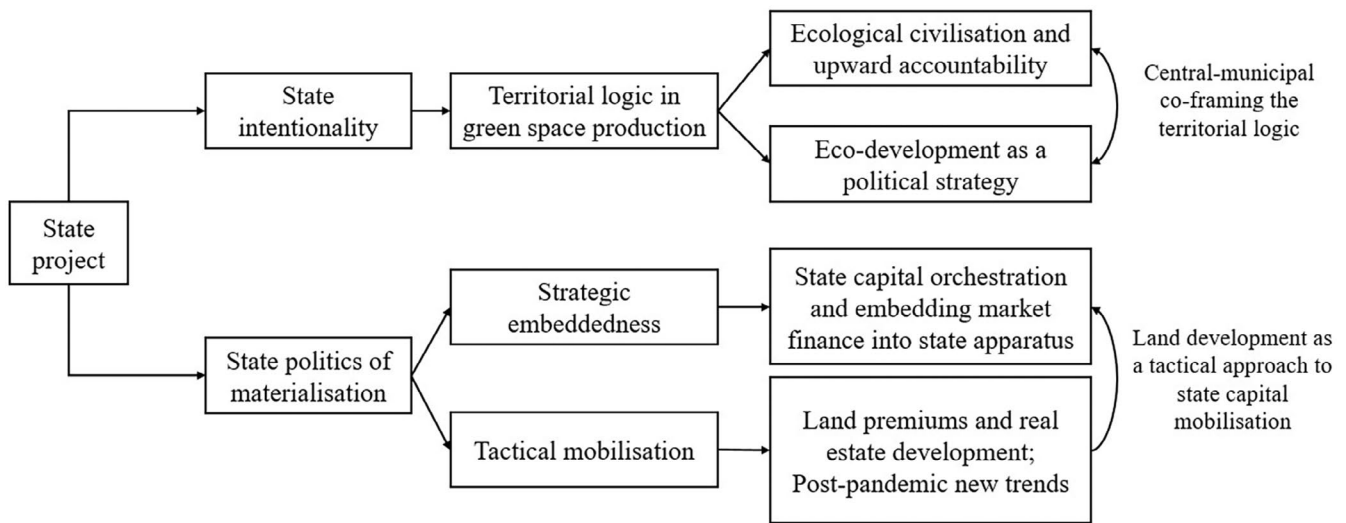 State
project
State
intentionality
Territorial logic in
green space production
Ecological civilisation and
upward accountability
Eco-development as a
political strategy
Central-municipal
co-framing the
territorial logic
State politics of
materialisation
Strategic
embeddedness
State capital orchestration
and embedding market
finance into state apparatus
Tactical mobilisation
Land premiums and real
estate development;
Post-pandemic new trends
Land development as
a tactical approach to
state capital
mobilisation